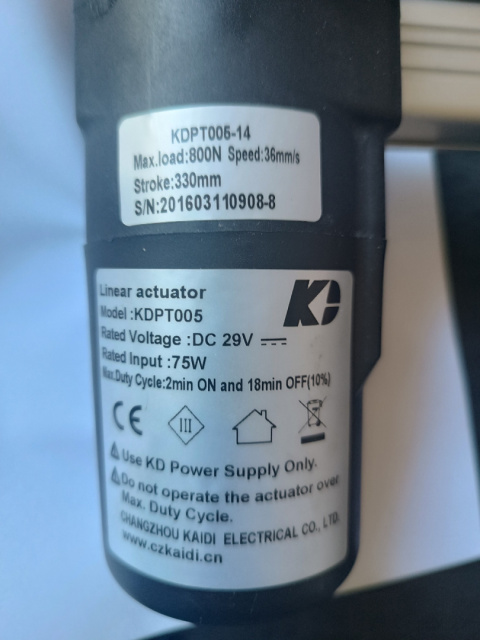 KDPT005-14
Max.load:800N Speed:36mm/s
Stroke:330mm
S/N:201603110908-8
KD
Linear actuator
Model :KDPT005
Rated Voltage :DC 29V
Rated Input :75W
Max.Duty Cycle:2min ON and 18min OFF(10%)
CE III
Use KD Power Supply Only.
Do not operate the actuator over
Max. Duty Cycle.
CHANGZHOU KAIDI ELECTRICAL CO., LTD.
www.czkaidi.cn